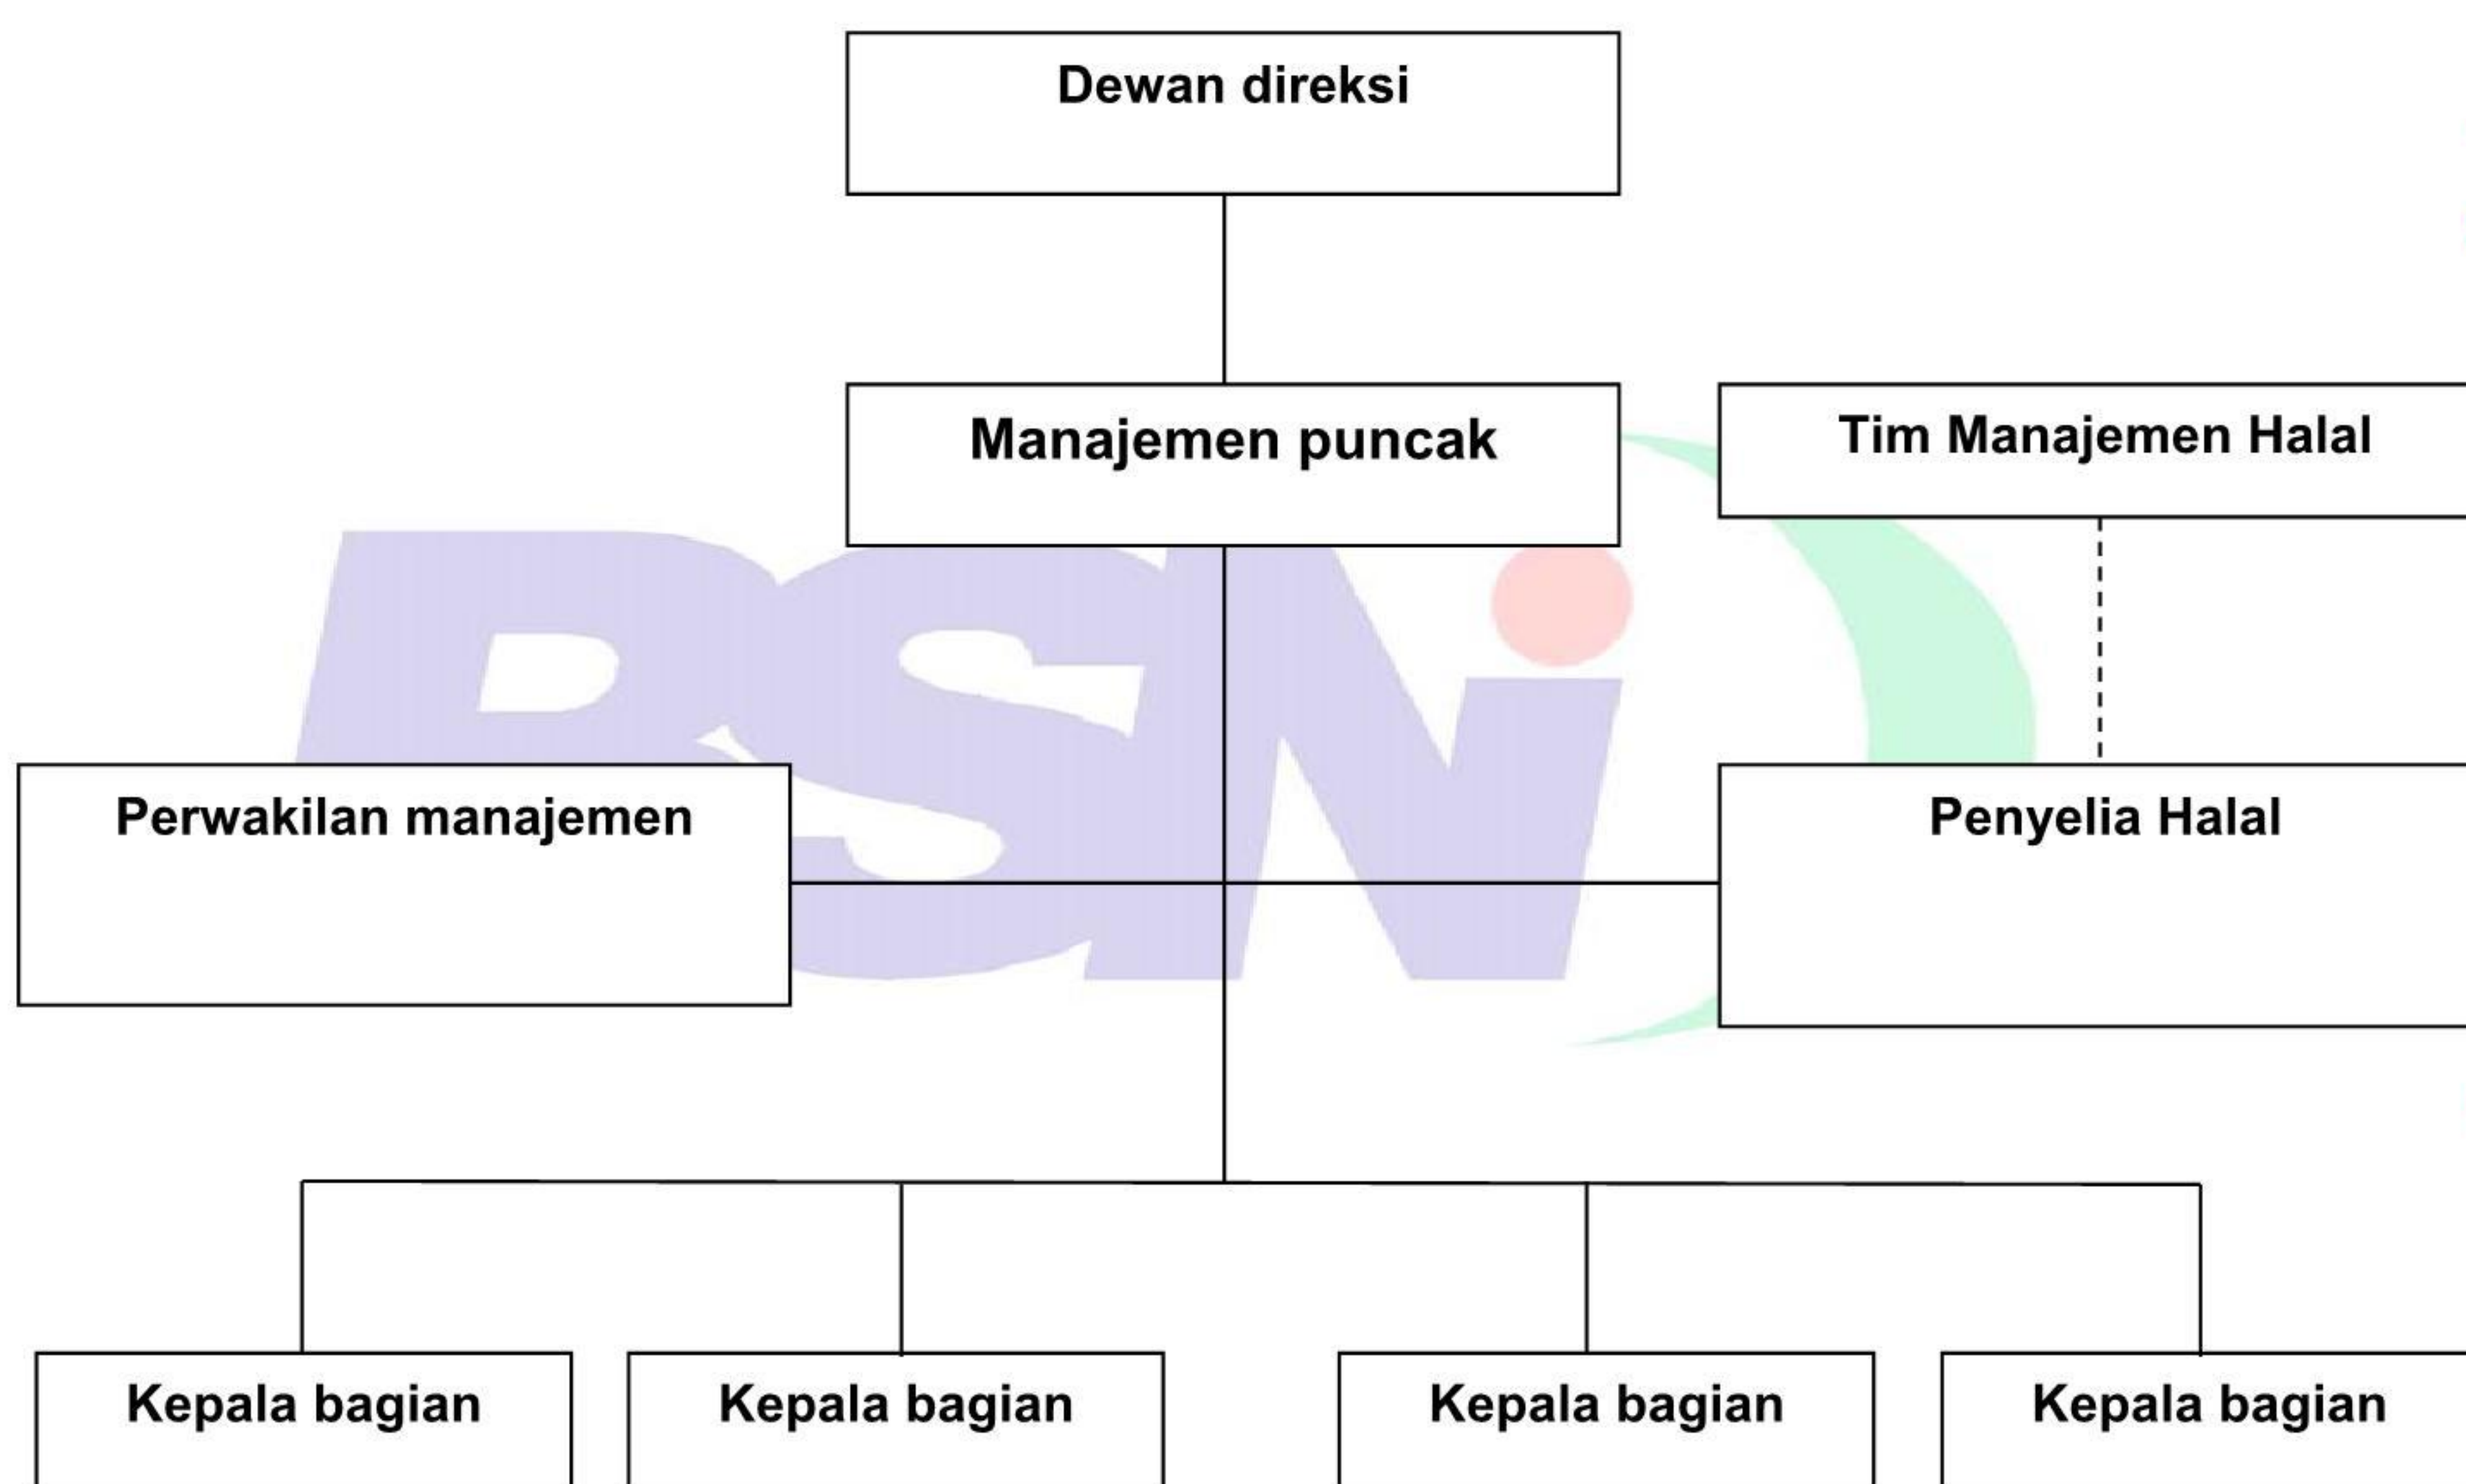 Dewan direksi
Manajemen puncak
Tim Manajemen Halal
Perwakilan manajemen
Penyelia Halal
Kepala bagian
Kepala bagian
Kepala bagian
Kepala bagian
BSN